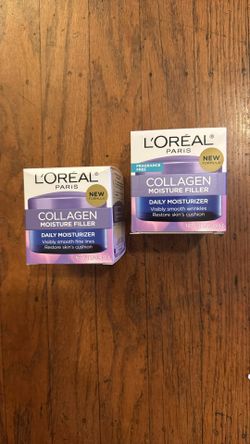 L'ORÉAL
PARIS
NEW
FORMULA
COLLAGEN
MOISTURE FILLER
DAILY MOISTURIZER
Visibly smooth fine lines
Restore skin's cushion
L'ORÉAL
PARIS
FRAGRANCE
FREE
NEW
FORMULA
COLLAGEN
MOISTURE FILLER
DAILY MOISTURIZER
Visibly smooth wrinkles
Restore skin's cushion